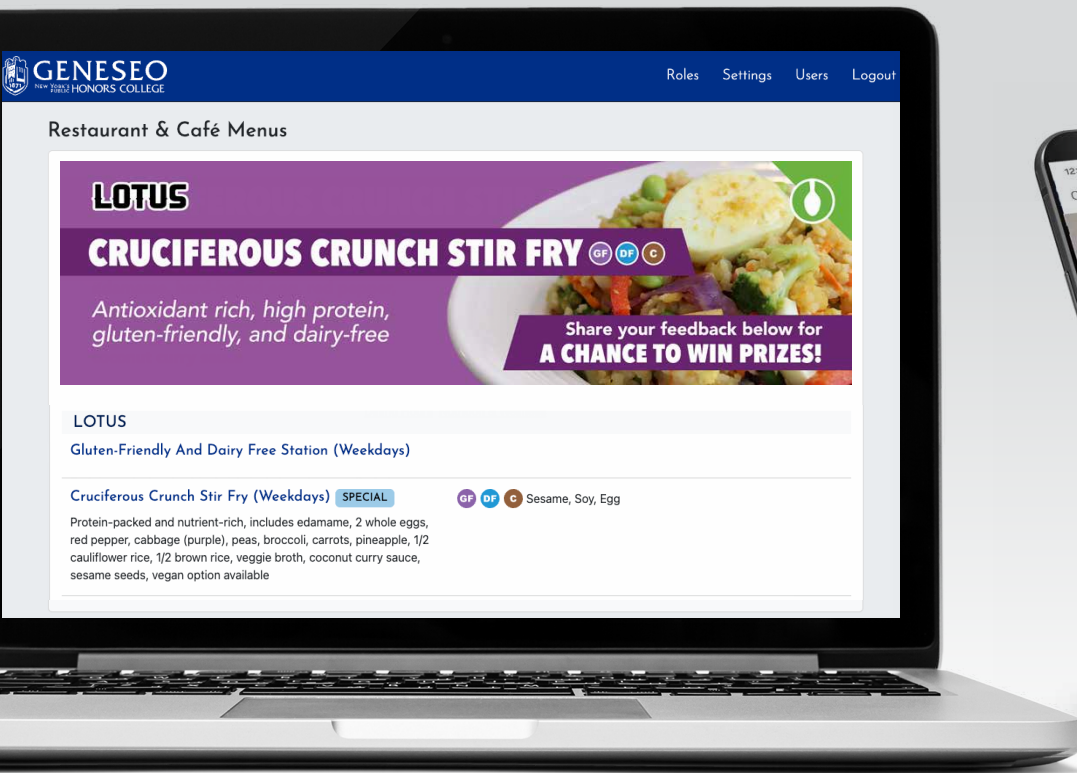 GENESEO
NEW YORK'S PUBLIC HONORS COLLEGE
1871
Roles Settings Users Logout
Restaurant & Café Menus
LOTUS
CRUCIFEROUS CRUNCH STIR FRY GF DF C
Antioxidant rich, high protein,
gluten-friendly, and dairy-free
Share your feedback below for
A CHANCE TO WIN PRIZES!
LOTUS
Gluten-Friendly And Dairy Free Station (Weekdays)
Cruciferous Crunch Stir Fry (Weekdays) SPECIAL
GF DF C Sesame, Soy, Egg
Protein-packed and nutrient-rich, includes edamame, 2 whole eggs,
red pepper, cabbage (purple), peas, broccoli, carrots, pineapple, 1/2
cauliflower rice, 1/2 brown rice, veggie broth, coconut curry sauce,
sesame seeds, vegan option available